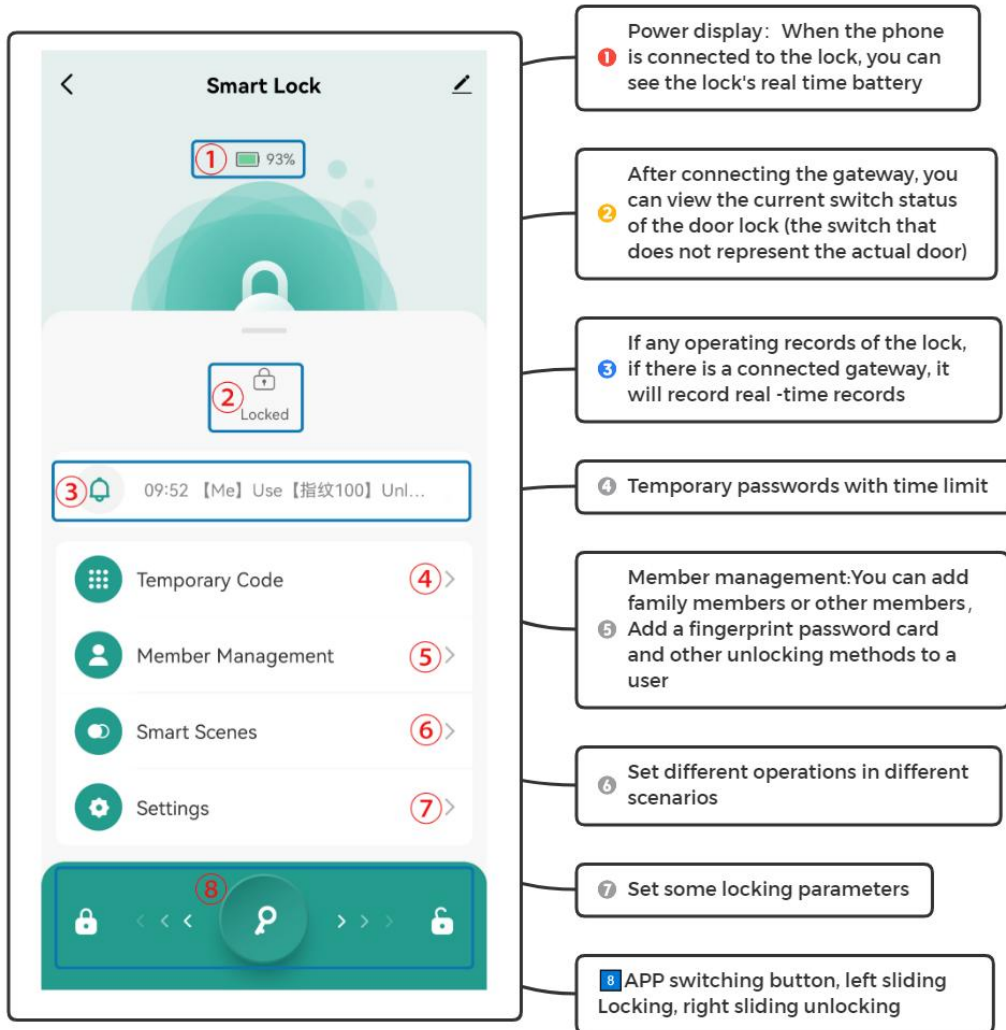 Smart Lock
① 93%
② Locked
③ 09:52 【Me】Use【指纹100】Unl...
Temporary Code ④
Member Management ⑤
Smart Scenes ⑥
Settings ⑦
⑧
❶ Power display: When the phone
is connected to the lock, you can
see the lock's real time battery
❷ After connecting the gateway, you
can view the current switch status
of the door lock (the switch that
does not represent the actual door)
❸ If any operating records of the lock,
if there is a connected gateway, it
will record real -time records
❹ Temporary passwords with time limit
❺ Member management:You can add
family members or other members,
Add a fingerprint password card
and other unlocking methods to a
user
❻ Set different operations in different
scenarios
❼ Set some locking parameters
8 APP switching button, left sliding
Locking, right sliding unlocking